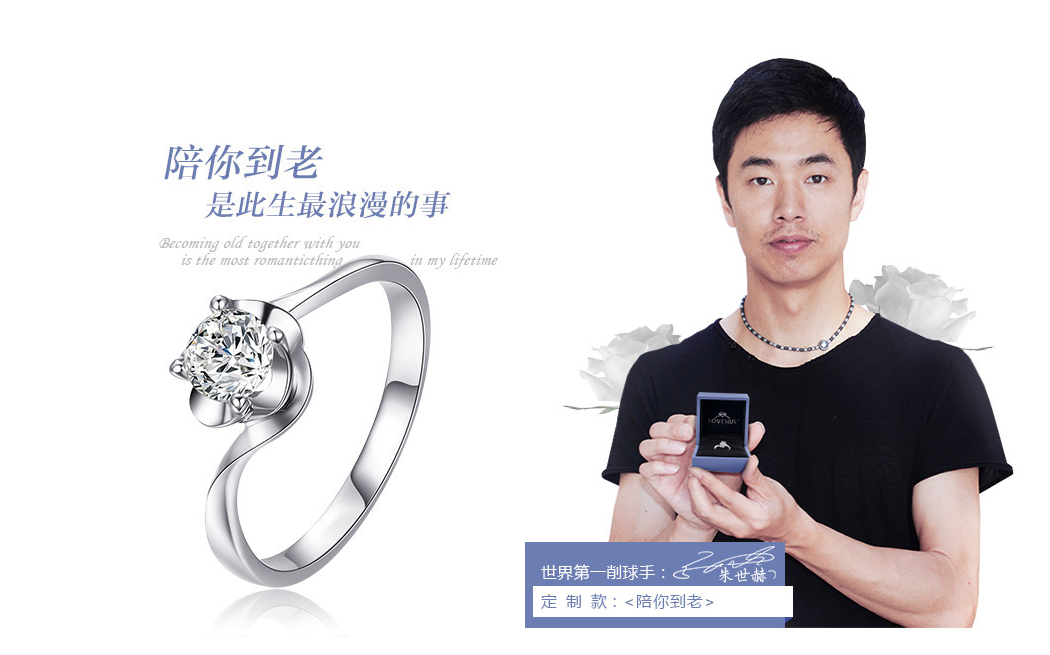 陪你到老
是此生最浪漫的事
Becoming old together with you
is the most romanticthing in my lifetime
LOVENUS
世界第一削球手：朱世赫
定 制 款：<陪你到老>